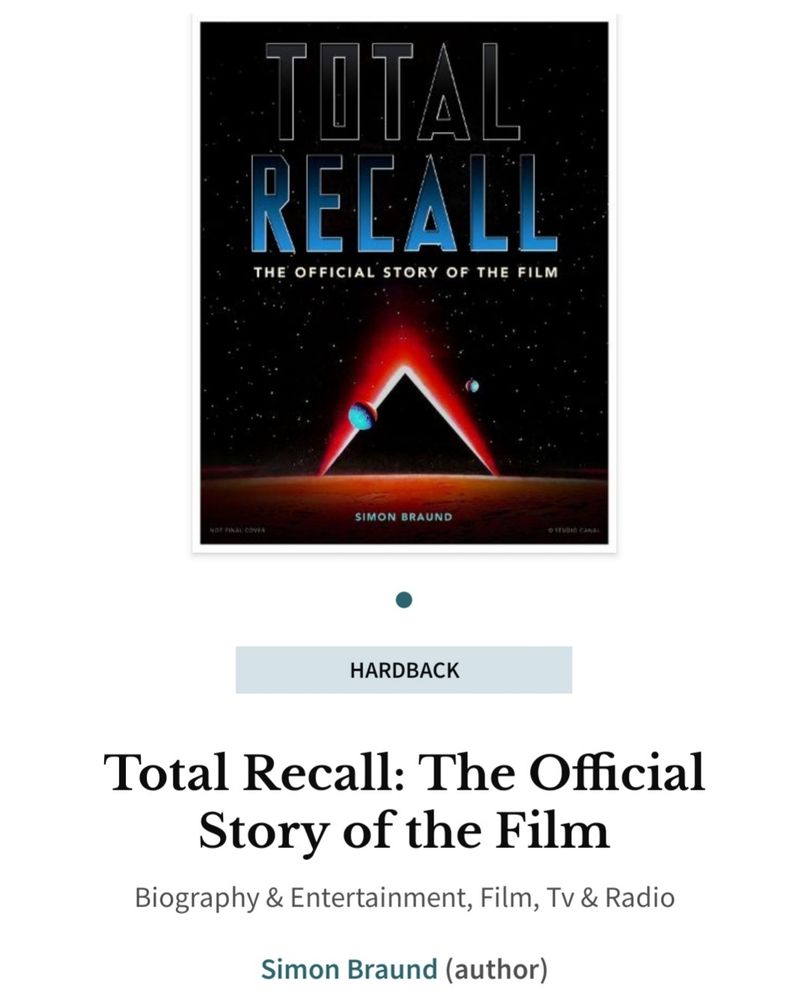 TOTAL
RECALL
THE OFFICIAL STORY OF THE FILM
SIMON BRAUND
NOT FINAL COVER
© STUDIO CANAL
HARDBACK
Total Recall: The Official
Story of the Film
Biography & Entertainment, Film, Tv & Radio
Simon Braund (author)